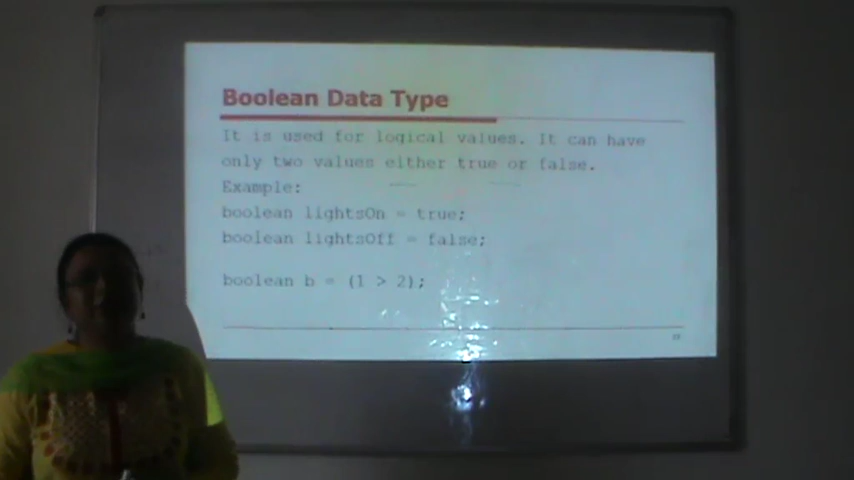 Boolean Data Type
It is used for logical values. It can have
only two values either true or false.
Example:
boolean lightsOn = true;
boolean lightsOff = false;
boolean b = (1 > 2);